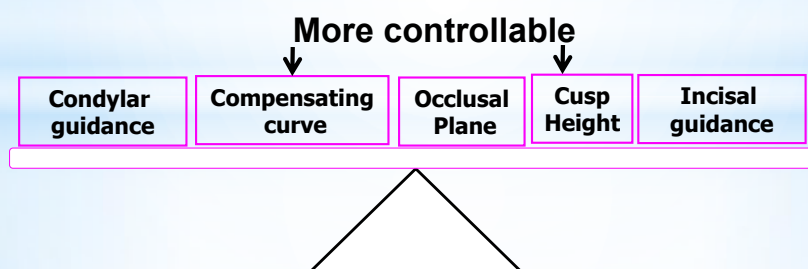 More controllable
Condylar
guidance
Compensating
curve
Occlusal
Plane
Cusp
Height
Incisal
guidance